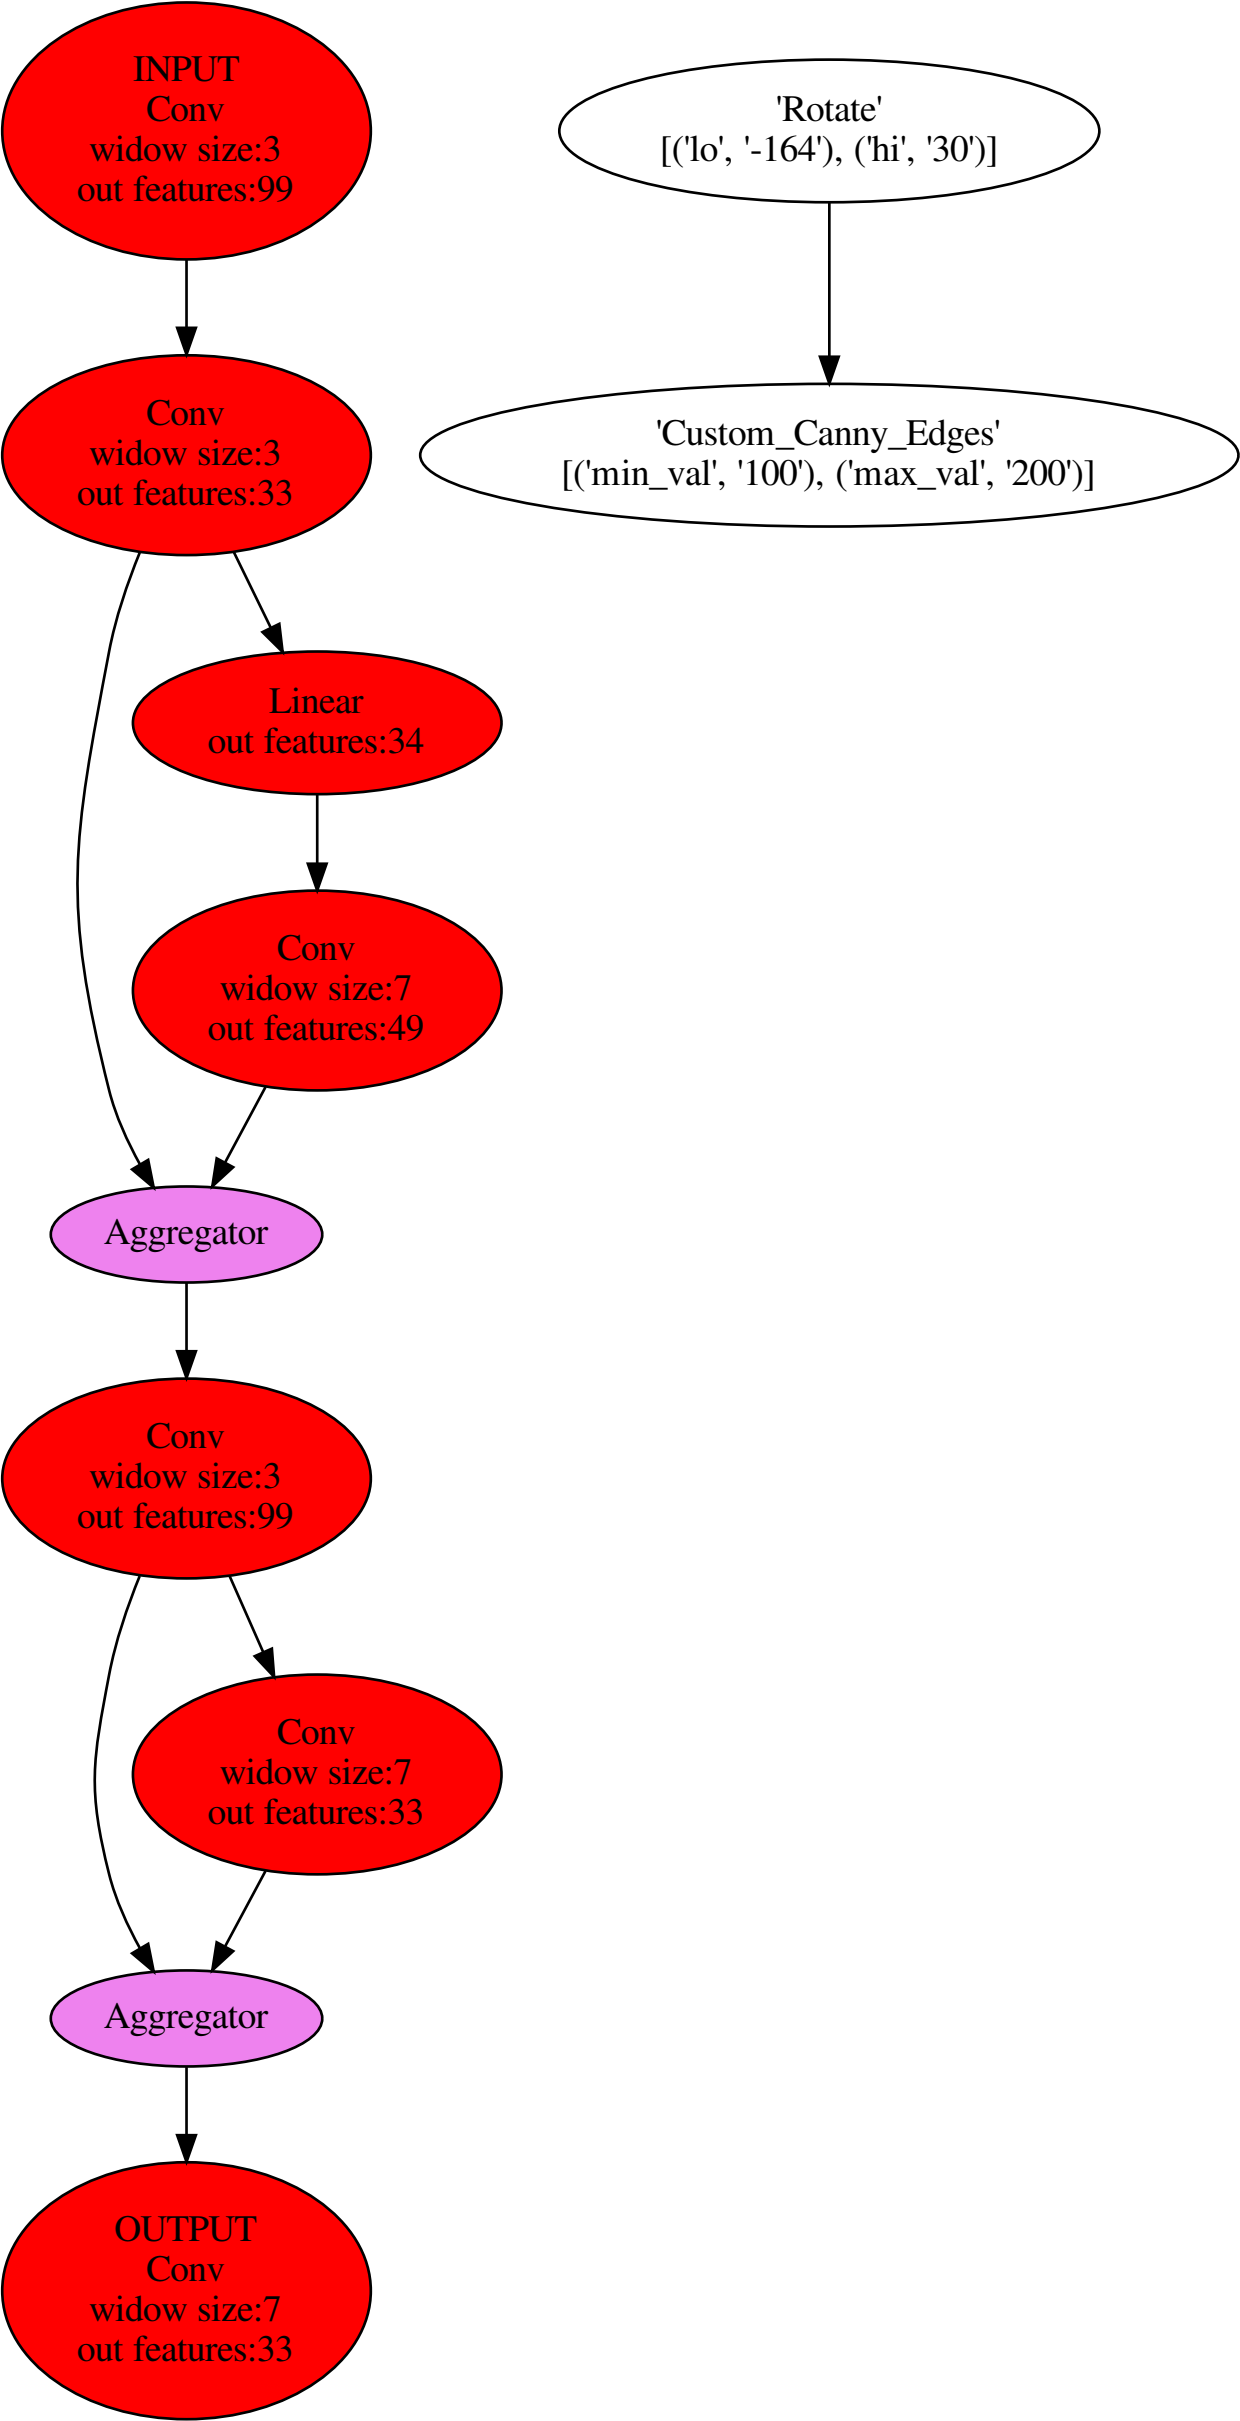 INPUT
Conv
widow size:3
out features:99
'Rotate'
[('lo', '-164'), ('hi', '30')]
Conv
widow size:3
out features:33
'Custom_Canny_Edges'
[('min_val', '100'), ('max_val', '200')]
Linear
out features:34
Conv
widow size:7
out features:49
Aggregator
Conv
widow size:3
out features:99
Conv
widow size:7
out features:33
Aggregator
OUTPUT
Conv
widow size:7
out features:33